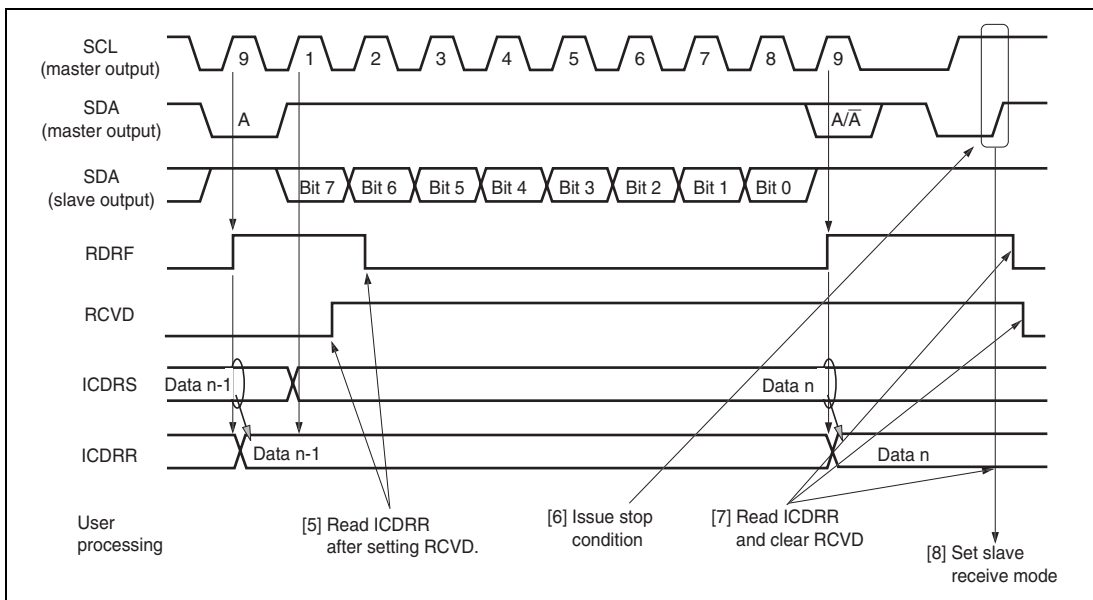 SCL
(master output)
9 1 2 3 4 5 6 7 8 9
SDA
(master output)
A A/A̅
SDA
(slave output)
Bit 7 Bit 6 Bit 5 Bit 4 Bit 3 Bit 2 Bit 1 Bit 0
RDRF
RCVD
ICDRS
Data n-1 Data n
ICDRR
Data n-1 Data n
User
processing
[5] Read ICDRR
after setting RCVD.
[6] Issue stop
condition
[7] Read ICDRR
and clear RCVD
[8] Set slave
receive mode